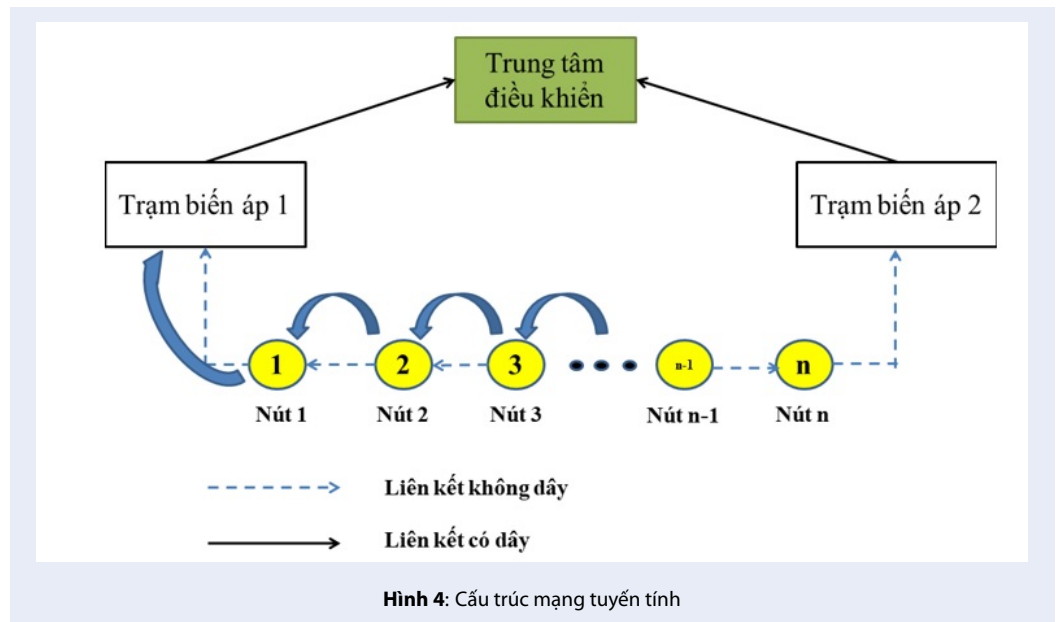 Trung tâm
điều khiển
Trạm biến áp 1
Trạm biến áp 2
1
2
3
n-1
n
Nút 1
Nút 2
Nút 3
Nút n-1
Nút n
Liên kết không dây
Liên kết có dây
Hình 4: Cấu trúc mạng tuyến tính